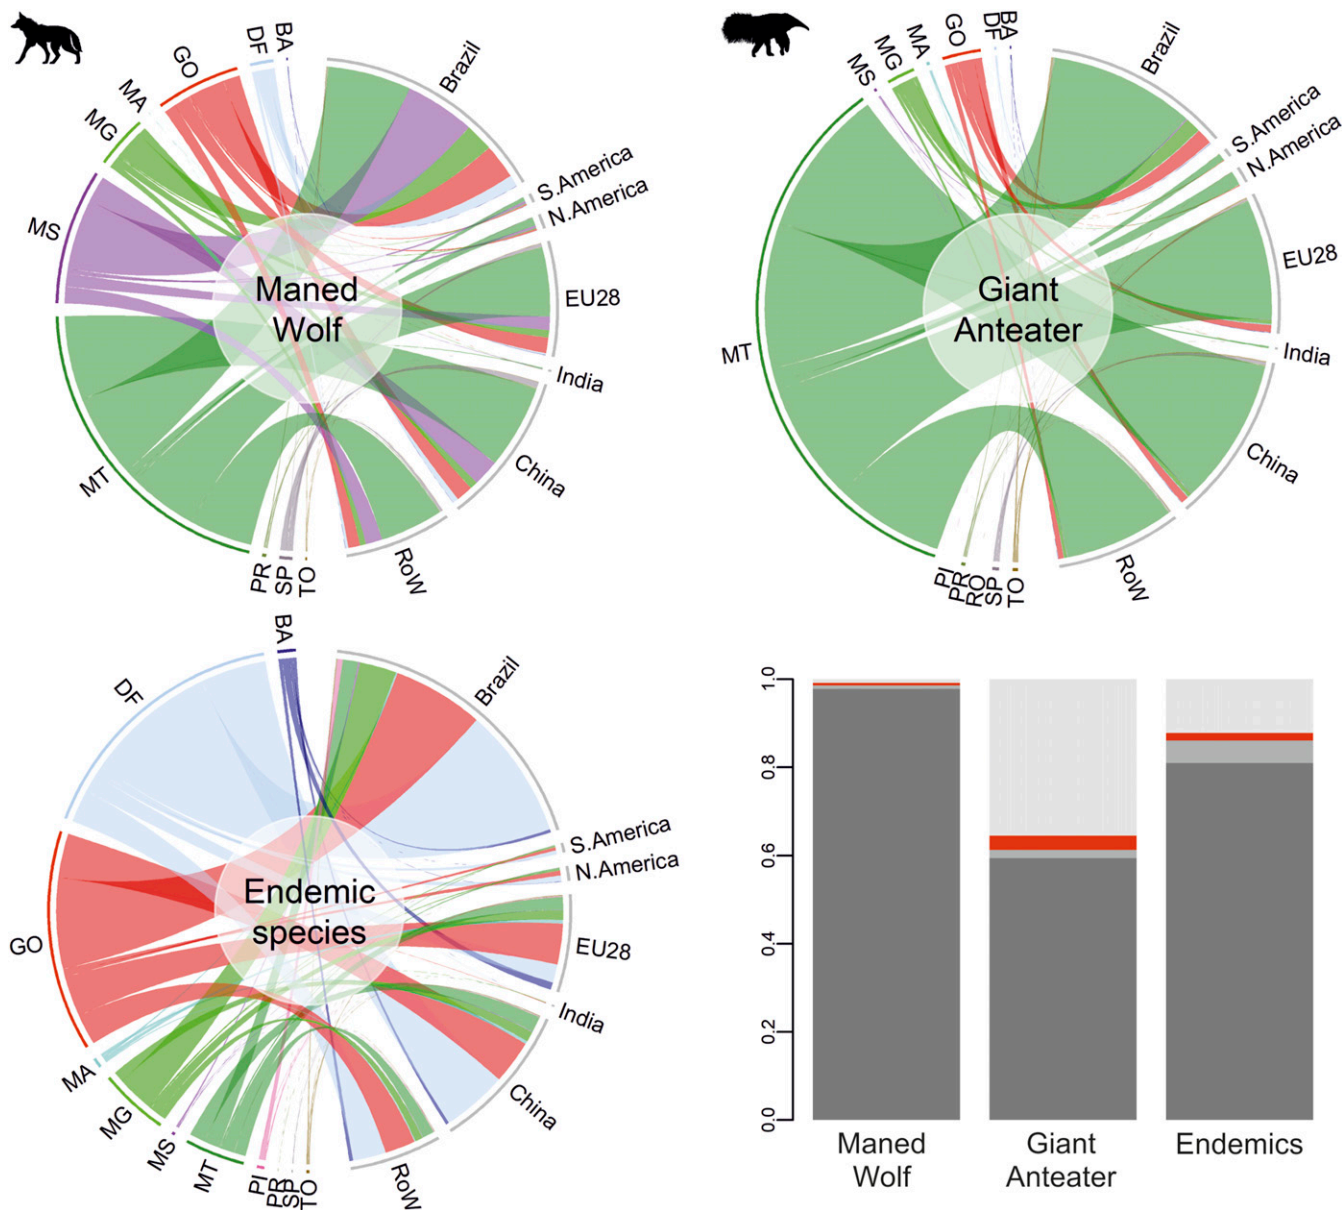 BA
DF
GO
MA
MG
MS
MT
PR
SP
TO
Brazil
S.America
N.America
EU28
India
China
RoW
Maned
Wolf
BA
DF
GO
MA
MG
MS
MT
PI
PR
RO
SP
TO
Brazil
S.America
N.America
EU28
India
China
RoW
Giant
Anteater
BA
DF
GO
MA
MG
MS
MT
PI
PR
SP
TO
Brazil
S.America
N.America
EU28
India
China
RoW
Endemic
species
1.0
0.8
0.6
0.4
0.2
0.0
Maned
Wolf
Giant
Anteater
Endemics